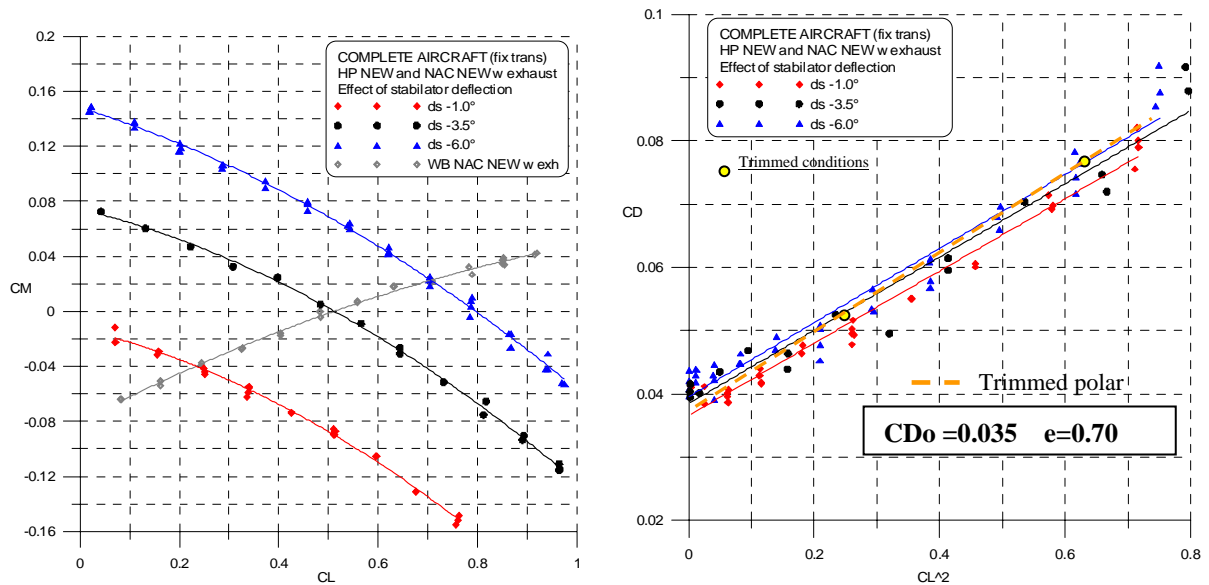 COMPLETE AIRCRAFT (fix trans)
HP NEW and NAC NEW w exhaust
Effect of stabilator deflection
ds -1.0°
ds -3.5°
ds -6.0°
WB NAC NEW w exh
0.2
0.16
0.12
0.08
0.04
0
-0.04
-0.08
-0.12
-0.16
CM
0
0.2
0.4
0.6
0.8
1
CL
COMPLETE AIRCRAFT (fix trans)
HP NEW and NAC NEW w exhaust
Effect of stabilator deflection
ds -1.0°
ds -3.5°
ds -6.0°
Trimmed conditions
Trimmed polar
CDo =0.035 e=0.70
0.1
0.08
CD
0.06
0.04
0.02
0
0.2
0.4
0.6
0.8
CL^2